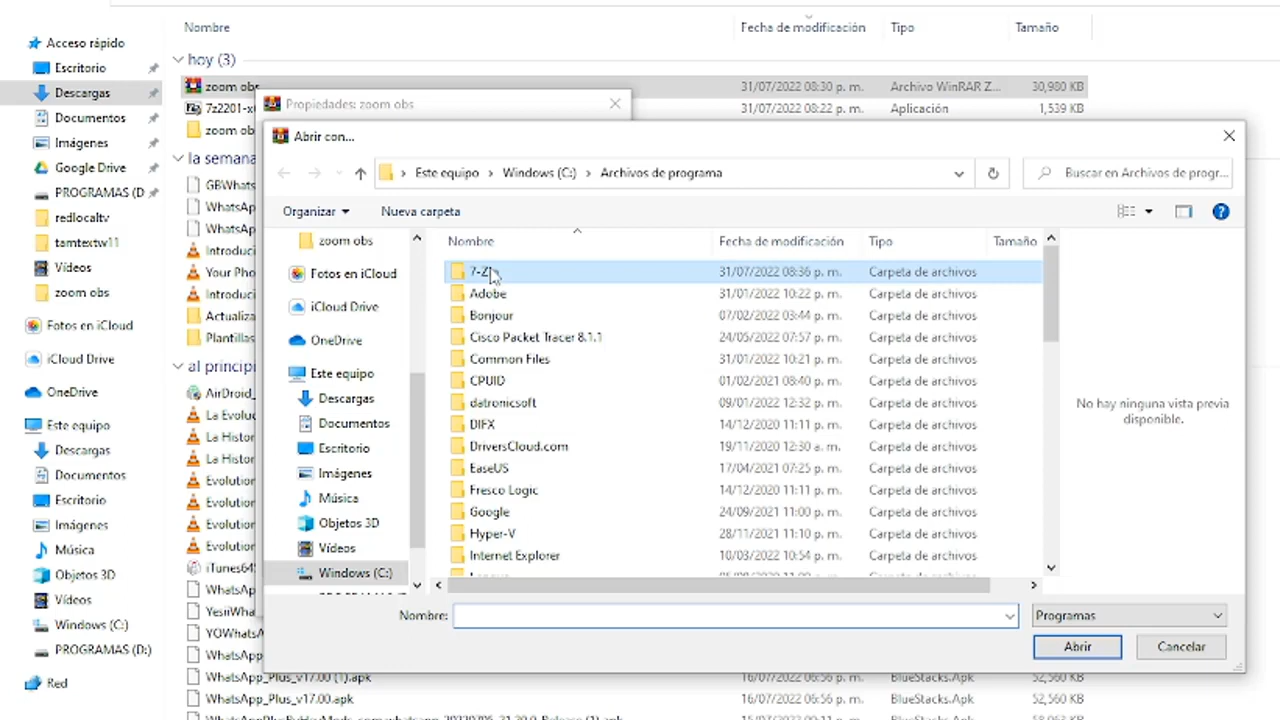 Nombre Fecha de modificación Tipo Tamaño
Acceso rápido
Escritorio
Descargas
Documentos
Imágenes
Google Drive
PROGRAMAS (D
redlocaltv
tamtextw11
Vídeos
zoom obs
Fotos en iCloud
iCloud Drive
OneDrive
Este equipo
Descargas
Documentos
Escritorio
Imágenes
Música
Objetos 3D
Vídeos
Windows (C:)
PROGRAMAS (D:)
Red
hoy (3)
zoom obs 31/07/2022 08:30 p. m. Archivo WinRAR Z... 30,980 KB
7z2201-x 31/07/2022 08:22 p. m. Aplicación 1,539 KB
zoom ob
la semana
GBWhats
WhatsAp
WhatsAp
Introduci
Your Pho
Introduci
Actualiza
Plantillas
al principi
AirDroid_
La Evoluc
La Histor
La Histor
Evolution
Evolution
Evolution
Evolution
iTunes64
WhatsAp
YesiiWha
YOWhatsA
WhatsApp
WhatsApp_Plus_v17.00 (1).apk 16/07/2022 06:56 p. m. BlueStacks.Apk 52,560 KB
WhatsApp_Plus_v17.00.apk 16/07/2022 06:56 p. m. BlueStacks.Apk 52,560 KB
Propiedades: zoom obs
Abrir con...
Este equipo › Windows (C:) › Archivos de programa
Buscar en Archivos de progr...
Organizar Nueva carpeta
zoom obs
Fotos en iCloud
iCloud Drive
OneDrive
Este equipo
Descargas
Documentos
Escritorio
Imágenes
Música
Objetos 3D
Vídeos
Windows (C:)
Nombre Fecha de modificación Tipo Tamaño
7-Z 31/07/2022 08:36 p. m. Carpeta de archivos
Adobe 31/01/2022 10:22 p. m. Carpeta de archivos
Bonjour 07/02/2022 03:44 p. m. Carpeta de archivos
Cisco Packet Tracer 8.1.1 24/05/2022 07:57 p. m. Carpeta de archivos
Common Files 31/01/2022 10:21 p. m. Carpeta de archivos
CPUID 01/02/2021 08:40 p. m. Carpeta de archivos
datronicsoft 09/01/2022 12:32 p. m. Carpeta de archivos
DIFX 14/12/2020 11:11 p. m. Carpeta de archivos
DriversCloud.com 19/11/2020 12:30 a. m. Carpeta de archivos
EaseUS 17/04/2021 07:25 p. m. Carpeta de archivos
Fresco Logic 14/12/2020 11:11 p. m. Carpeta de archivos
Google 24/09/2021 11:00 p. m. Carpeta de archivos
Hyper-V 28/11/2021 11:10 p. m. Carpeta de archivos
Internet Explorer 10/03/2022 10:54 p. m. Carpeta de archivos
No hay ninguna vista previa
disponible.
Nombre:
Programas
Abrir Cancelar